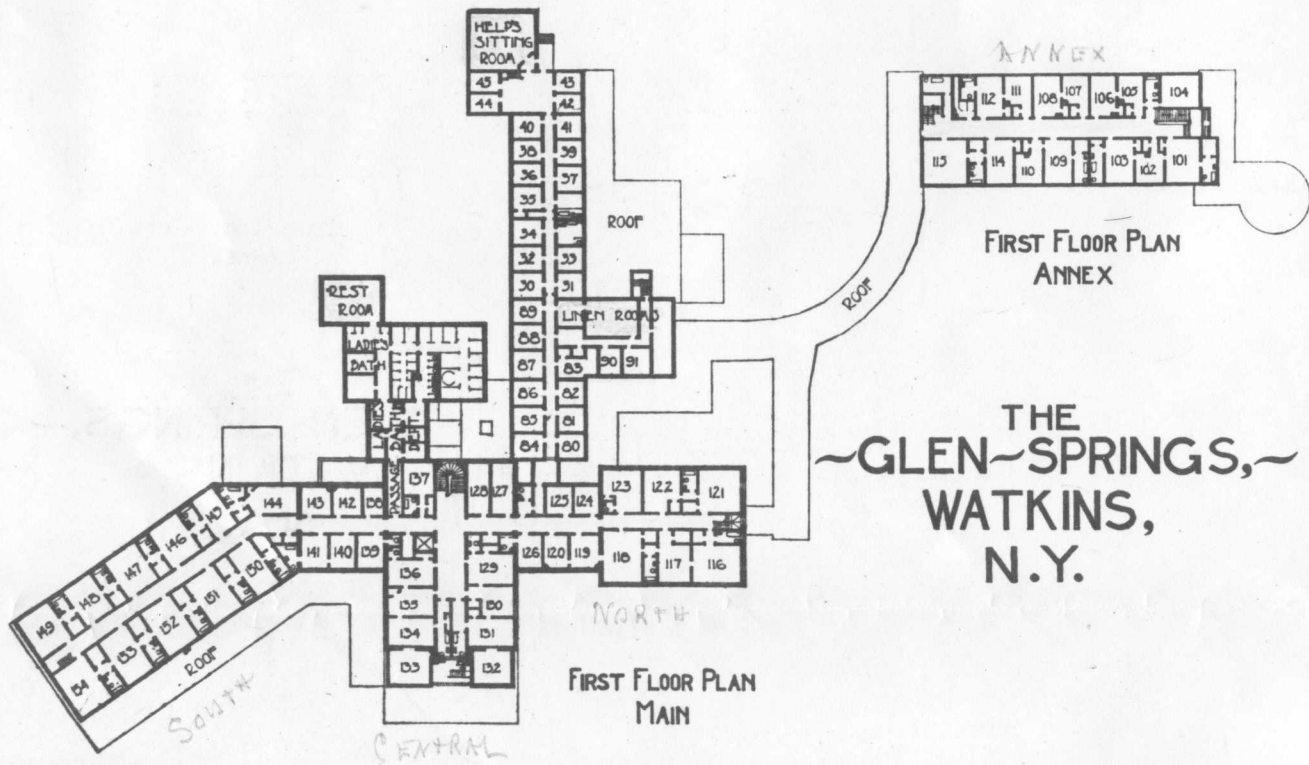 HELP'S
SITTING
ROOM
45 43
44 42
40 41
38 39
36 37
35
34
32 33
30 31
89
LINEN ROOMS
88
87 83 90 91
86 82
85 81
84 80
ROOF
REST
ROOM
LADIES
BATH
LADIES
BATH
DEPT.
PASSAGE
137
128 127 125 124 123 122 121
144 143 142 138
141 140 139
126 120 119 118 117 116
136 129
135 130
134 131
133 132
145
146
147
148
149
150
151
152
153
154
ROOF
SOUTH
CENTRAL
NORTH
FIRST FLOOR PLAN
MAIN
ANNEX
112 111 108 107 106 105 104
115 114 110 109 103 102 101
FIRST FLOOR PLAN
ANNEX
ROOF
THE
~GLEN~SPRINGS,~
WATKINS,
N.Y.